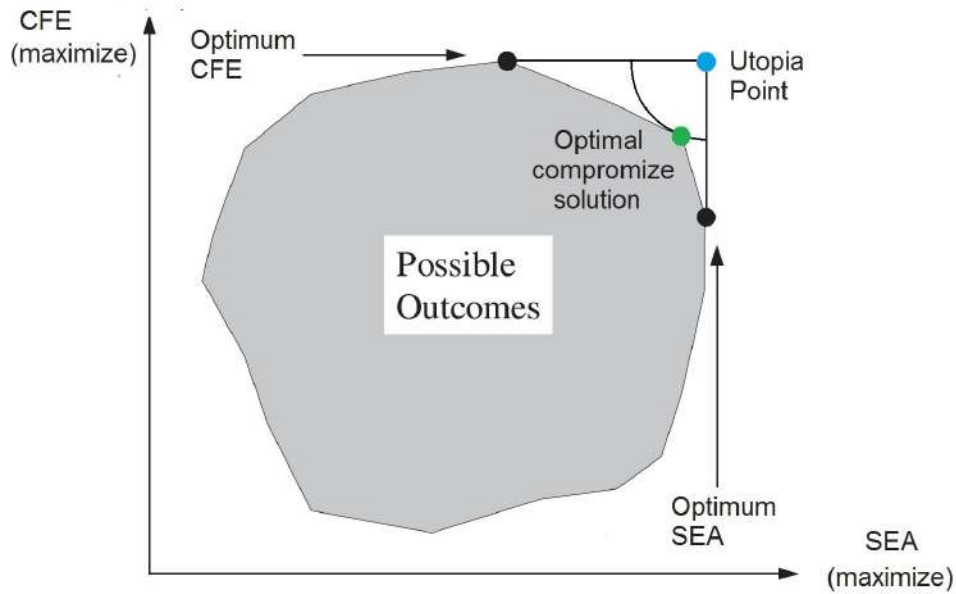 CFE
(maximize)
Optimum
CFE
Utopia
Point
Optimal
compromize
solution
Possible
Outcomes
Optimum
SEA
SEA
(maximize)